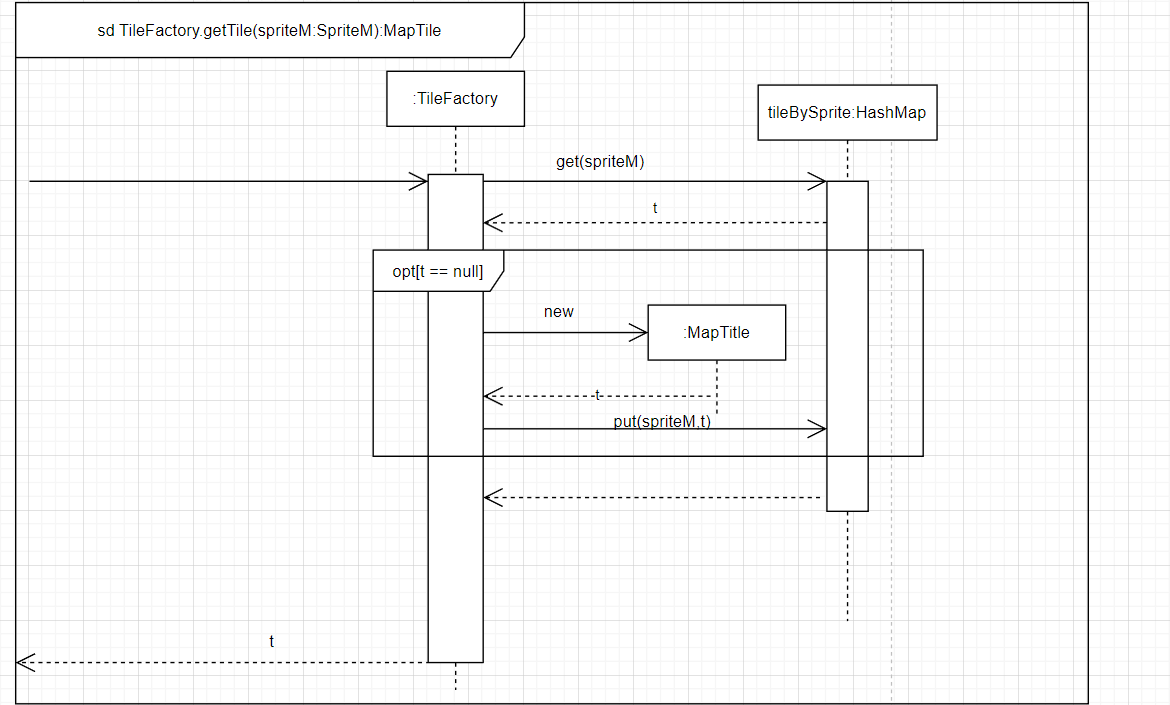 sd TileFactory.getTile(spriteM:SpriteM):MapTile
:TileFactory
tileBySprite:HashMap
get(spriteM)
t
opt[t == null]
new
:MapTitle
t
put(spriteM,t)
t